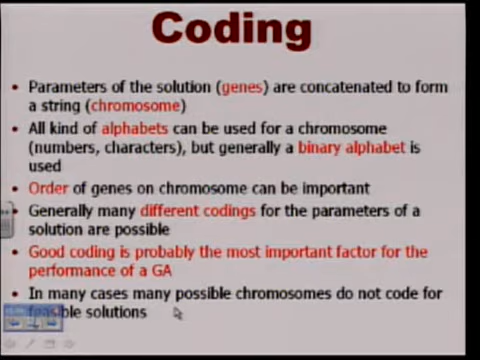 Coding
Parameters of the solution (genes) are concatenated to form
a string (chromosome)
All kind of alphabets can be used for a chromosome
(numbers, characters), but generally a binary alphabet is
used
Order of genes on chromosome can be important
Generally many different codings for the parameters of a
solution are possible
Good coding is probably the most important factor for the
performance of a GA
In many cases many possible chromosomes do not code for
feasible solutions